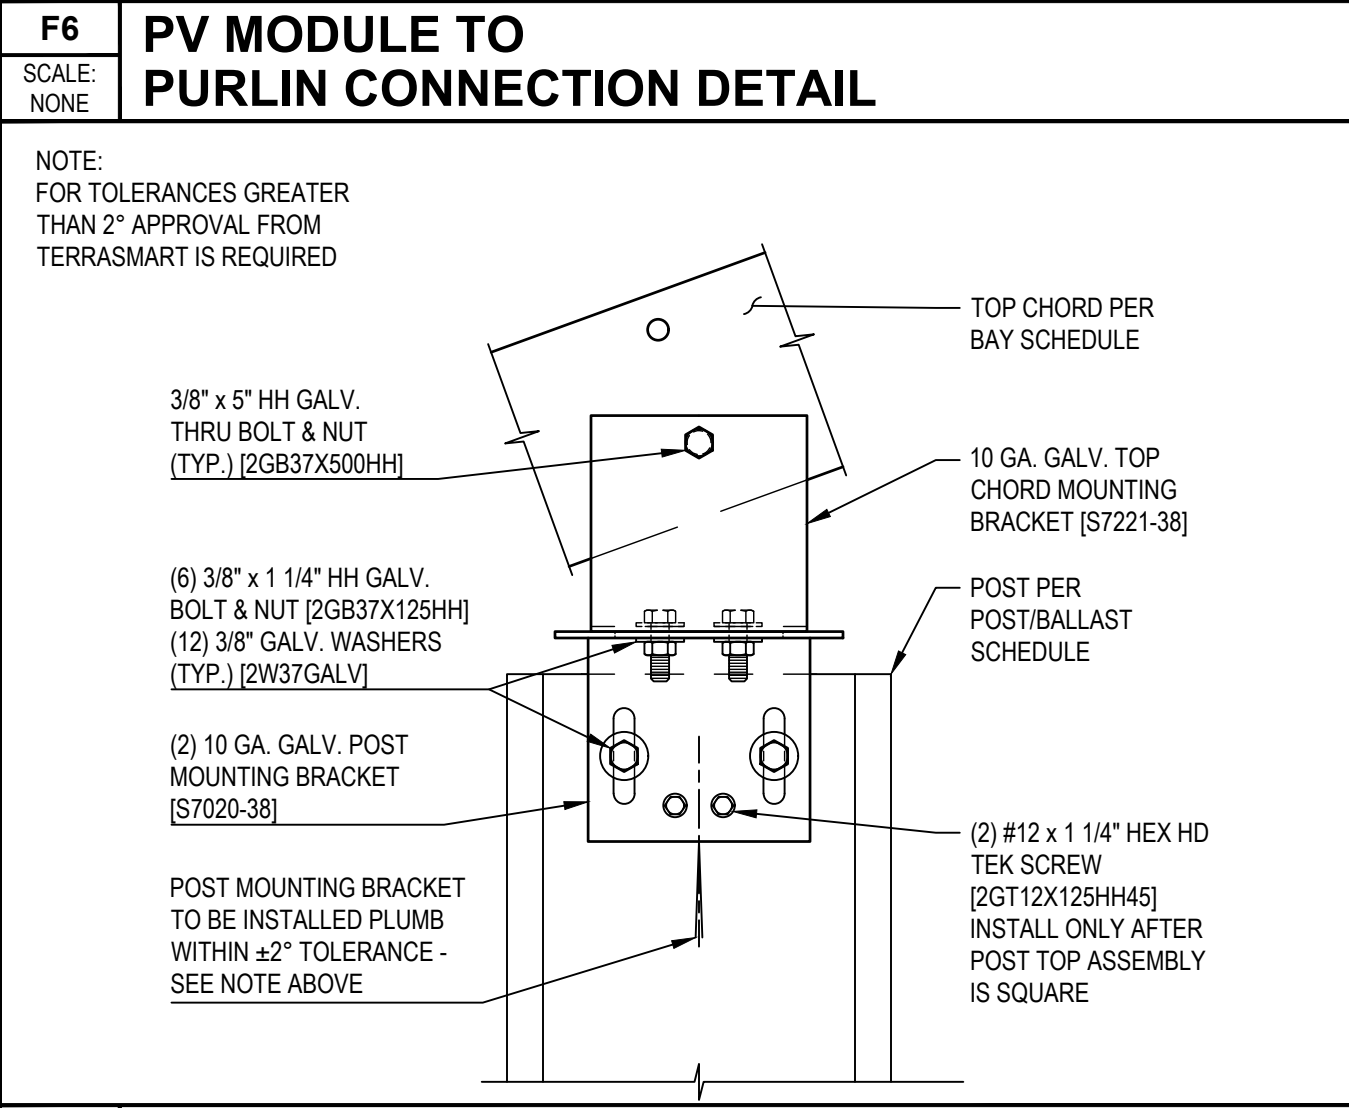 F6
SCALE:
NONE
PV MODULE TO
PURLIN CONNECTION DETAIL
NOTE:
FOR TOLERANCES GREATER
THAN 2° APPROVAL FROM
TERRASMART IS REQUIRED
TOP CHORD PER
BAY SCHEDULE
3/8" x 5" HH GALV.
THRU BOLT & NUT
(TYP.) [2GB37X500HH]
10 GA. GALV. TOP
CHORD MOUNTING
BRACKET [S7221-38]
(6) 3/8" x 1 1/4" HH GALV.
BOLT & NUT [2GB37X125HH]
(12) 3/8" GALV. WASHERS
(TYP.) [2W37GALV]
POST PER
POST/BALLAST
SCHEDULE
(2) 10 GA. GALV. POST
MOUNTING BRACKET
[S7020-38]
(2) #12 x 1 1/4" HEX HD
TEK SCREW
[2GT12X125HH45]
INSTALL ONLY AFTER
POST TOP ASSEMBLY
IS SQUARE
POST MOUNTING BRACKET
TO BE INSTALLED PLUMB
WITHIN ±2° TOLERANCE -
SEE NOTE ABOVE